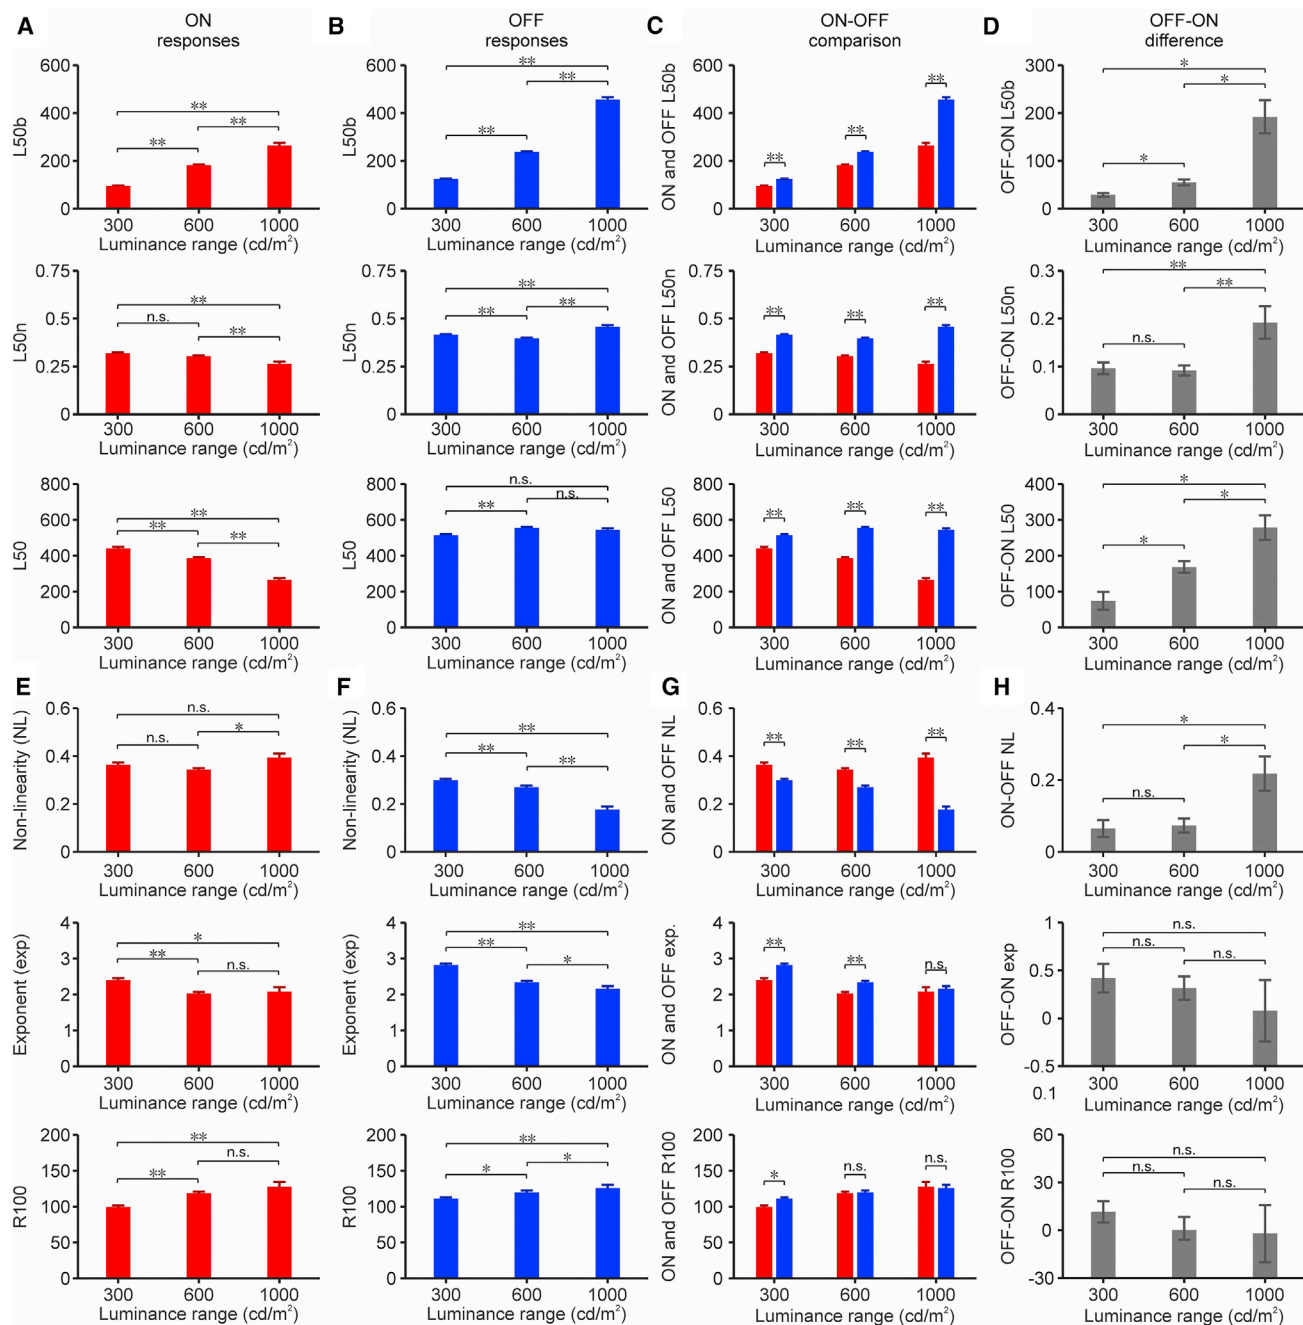 A ON responses
B OFF responses
C ON-OFF comparison
D OFF-ON difference
L50b
600
400
200
0
** ** **
300 600 1000
Luminance range (cd/m²)
L50b
600
400
200
0
** ** **
300 600 1000
Luminance range (cd/m²)
ON and OFF L50b
600
400
200
0
** ** **
300 600 1000
Luminance range (cd/m²)
OFF-ON L50b
300
200
100
0
* * *
300 600 1000
Luminance range (cd/m²)
L50n
0.75
0.5
0.25
0
** n.s. **
300 600 1000
Luminance range (cd/m²)
L50n
0.75
0.5
0.25
0
** ** **
300 600 1000
Luminance range (cd/m²)
ON and OFF L50n
0.75
0.5
0.25
0
** ** **
300 600 1000
Luminance range (cd/m²)
OFF-ON L50n
0.3
0.2
0.1
0
** ** n.s.
300 600 1000
Luminance range (cd/m²)
L50
800
600
400
200
0
** ** **
300 600 1000
Luminance range (cd/m²)
L50
800
600
400
200
0
n.s. n.s. **
300 600 1000
Luminance range (cd/m²)
ON and OFF L50
800
600
400
200
0
** ** **
300 600 1000
Luminance range (cd/m²)
OFF-ON L50
400
300
200
100
0
* * *
300 600 1000
Luminance range (cd/m²)
E
Non-linearity (NL)
0.6
0.4
0.2
0
n.s. * n.s.
300 600 1000
Luminance range (cd/m²)
F
Non-linearity (NL)
0.6
0.4
0.2
0
** ** **
300 600 1000
Luminance range (cd/m²)
G
ON and OFF NL
0.6
0.4
0.2
0
** ** **
300 600 1000
Luminance range (cd/m²)
H
ON-OFF NL
0.4
0.2
0
* * n.s.
300 600 1000
Luminance range (cd/m²)
Exponent (exp)
4
3
2
1
0
* ** n.s.
300 600 1000
Luminance range (cd/m²)
Exponent (exp)
4
3
2
1
0
** ** *
300 600 1000
Luminance range (cd/m²)
ON and OFF exp.
4
3
2
1
0
** ** n.s.
300 600 1000
Luminance range (cd/m²)
OFF-ON exp
1
0.5
0
-0.5
n.s. n.s. n.s.
300 600 1000
0.1
Luminance range (cd/m²)
R100
200
150
100
50
0
** n.s. **
300 600 1000
Luminance range (cd/m²)
R100
200
150
100
50
0
** * *
300 600 1000
Luminance range (cd/m²)
ON and OFF R100
200
150
100
50
0
* n.s. n.s.
300 600 1000
Luminance range (cd/m²)
OFF-ON R100
60
30
0
-30
n.s. n.s. n.s.
300 600 1000
Luminance range (cd/m²)